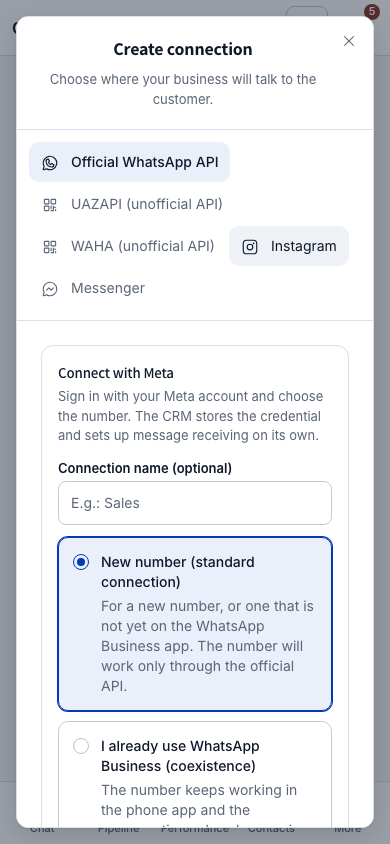 5
Create connection
Choose where your business will talk to the
customer.
Official WhatsApp API
UAZAPI (unofficial API)
WAHA (unofficial API)
Instagram
Messenger
Connect with Meta
Sign in with your Meta account and choose
the number. The CRM stores the credential
and sets up message receiving on its own.
Connection name (optional)
E.g.: Sales
New number (standard
connection)
For a new number, or one that is
not yet on the WhatsApp
Business app. The number will
work only through the official
API.
I already use WhatsApp
Business (coexistence)
The number keeps working in
the phone app and the
Chat Pipeline Performance Contacts More